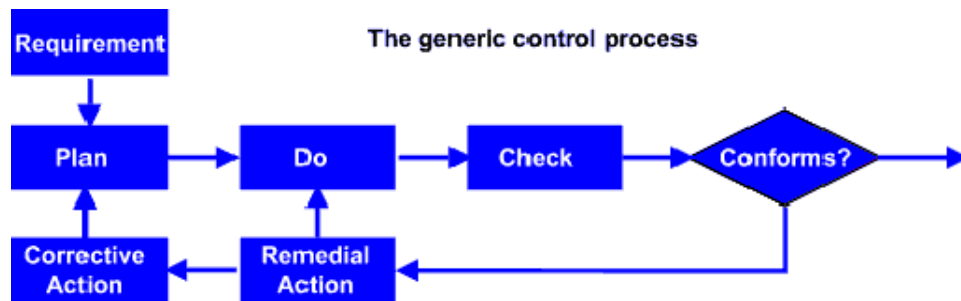 Requirement
The generic control process
Plan
Do
Check
Conforms?
Corrective
Action
Remedial
Action